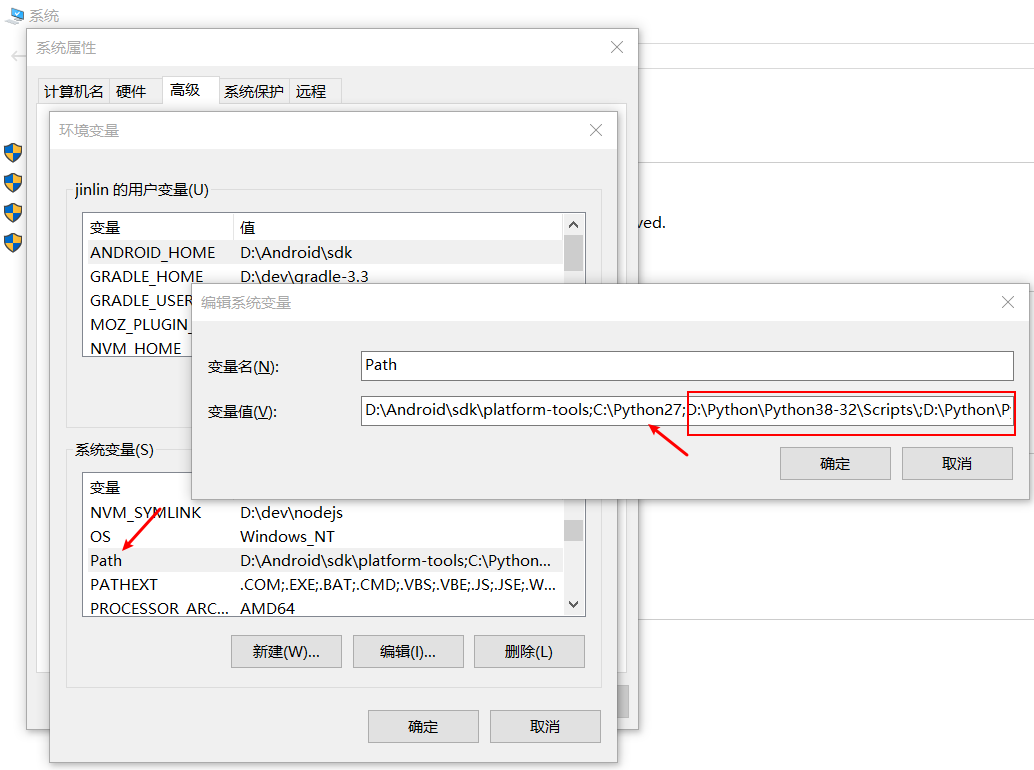 系统
系统属性
计算机名 硬件 高级 系统保护 远程
环境变量
jinlin 的用户变量(U)
变量 值
ANDROID_HOME D:\Android\sdk
GRADLE_HOME D:\dev\gradle-3.3
GRADLE_USER
MOZ_PLUGIN_
NVM_HOME
ved.
编辑系统变量
变量名(N): Path
变量值(V): D:\Android\sdk\platform-tools;C:\Python27;D:\Python\Python38-32\Scripts\;D:\Python\P
确定 取消
系统变量(S)
变量
NVM_SYMLINK D:\dev\nodejs
OS Windows_NT
Path D:\Android\sdk\platform-tools;C:\Python...
PATHEXT .COM;.EXE;.BAT;.CMD;.VBS;.VBE;.JS;.JSE;.W...
PROCESSOR_ARC... AMD64
新建(W)... 编辑(I)... 删除(L)
确定 取消